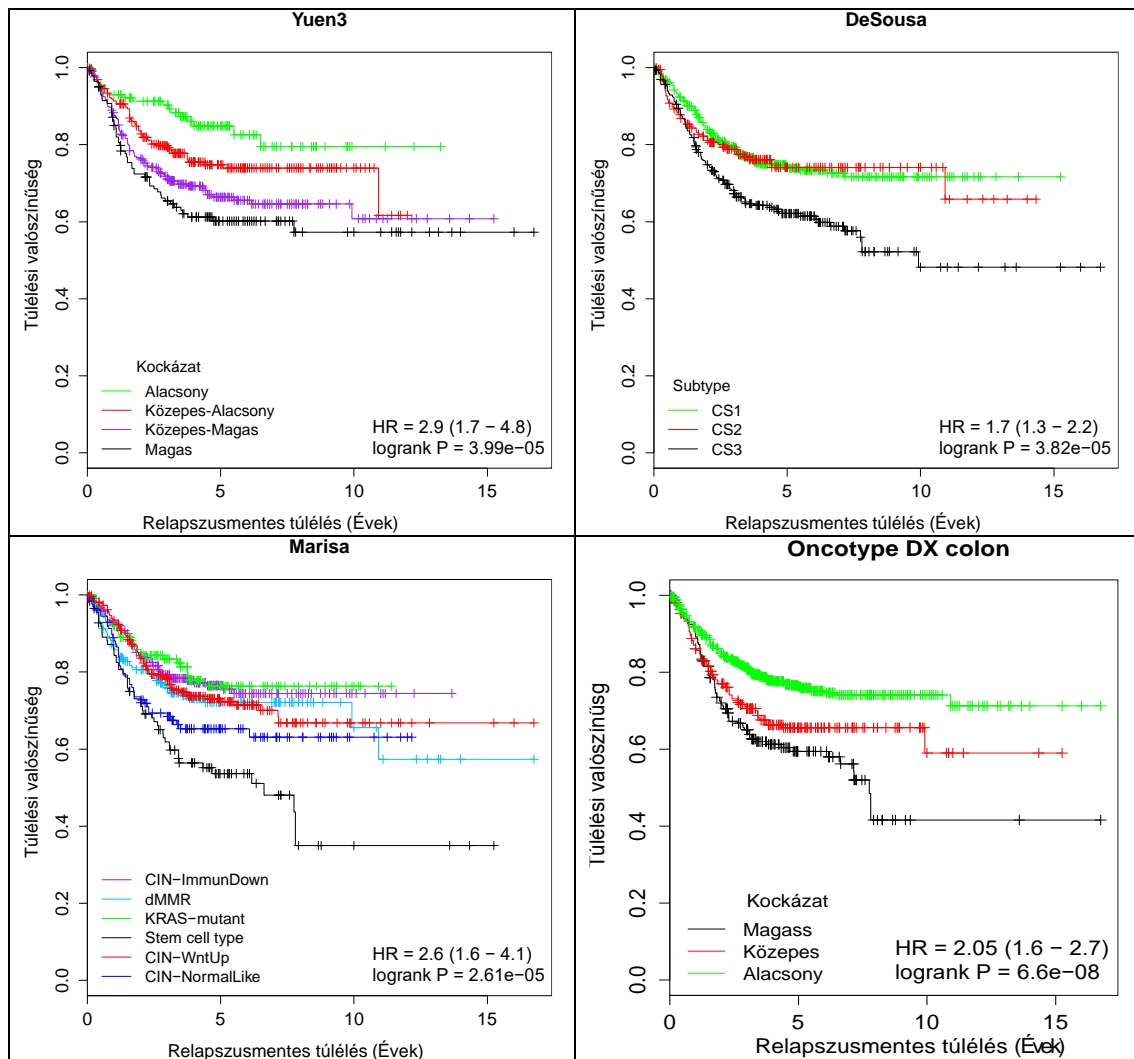 Yuen3
Túlélési valószínűség
1.0
0.8
0.6
0.4
0.2
0.0
Kockázat
Alacsony
Közepes-Alacsony
Közepes-Magas
Magas
HR = 2.9 (1.7 − 4.8)
logrank P = 3.99e−05
0 5 10 15
Relapszusmentes túlélés (Évek)
DeSousa
Túlélési valószínűség
1.0
0.8
0.6
0.4
0.2
0.0
Subtype
CS1
CS2
CS3
HR = 1.7 (1.3 − 2.2)
logrank P = 3.82e−05
0 5 10 15
Relapszusmentes túlélés (Évek)
Marisa
Túlélési valószínűség
1.0
0.8
0.6
0.4
0.2
0.0
CIN−ImmunDown
dMMR
KRAS−mutant
Stem cell type
CIN−WntUp
CIN−NormalLike
HR = 2.6 (1.6 − 4.1)
logrank P = 2.61e−05
0 5 10 15
Relapszusmentes túlélés (Évek)
Oncotype DX colon
Túlélési valószínűség
1.0
0.8
0.6
0.4
0.2
0.0
Kockázat
Magass
Közepes
Alacsony
HR = 2.05 (1.6 − 2.7)
logrank P = 6.6e−08
0 5 10 15
Relapszusmentes túlélés (Évek)